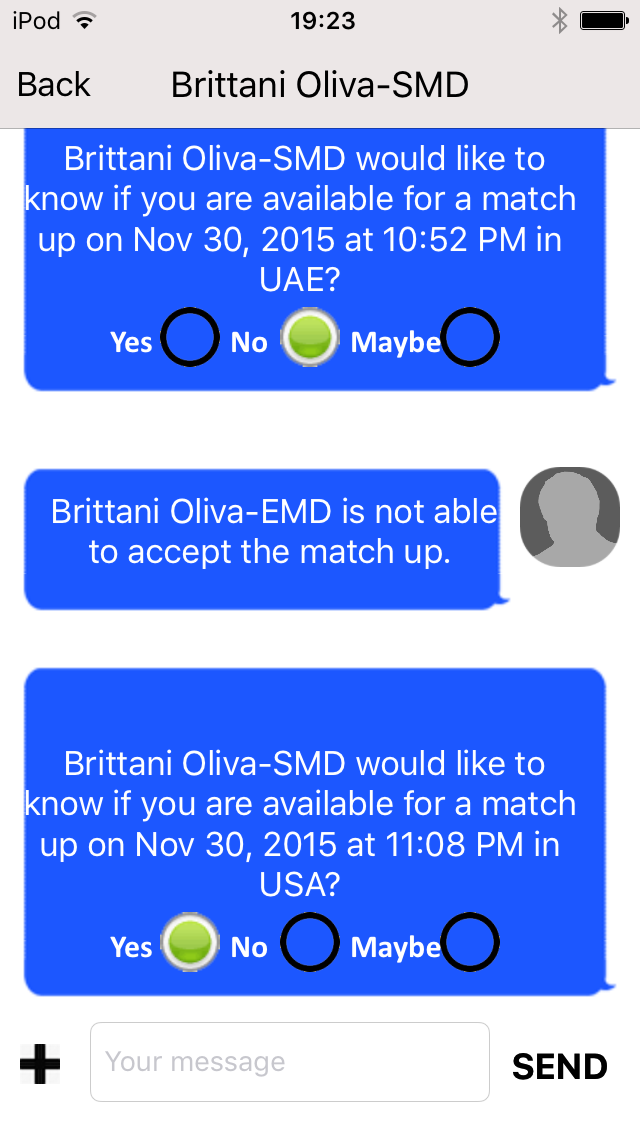 iPod 19:23
Back Brittani Oliva-SMD
Brittani Oliva-SMD would like to
know if you are available for a match
up on Nov 30, 2015 at 10:52 PM in
UAE?
Yes No Maybe
Brittani Oliva-EMD is not able
to accept the match up.
Brittani Oliva-SMD would like to
know if you are available for a match
up on Nov 30, 2015 at 11:08 PM in
USA?
Yes No Maybe
Your message SEND